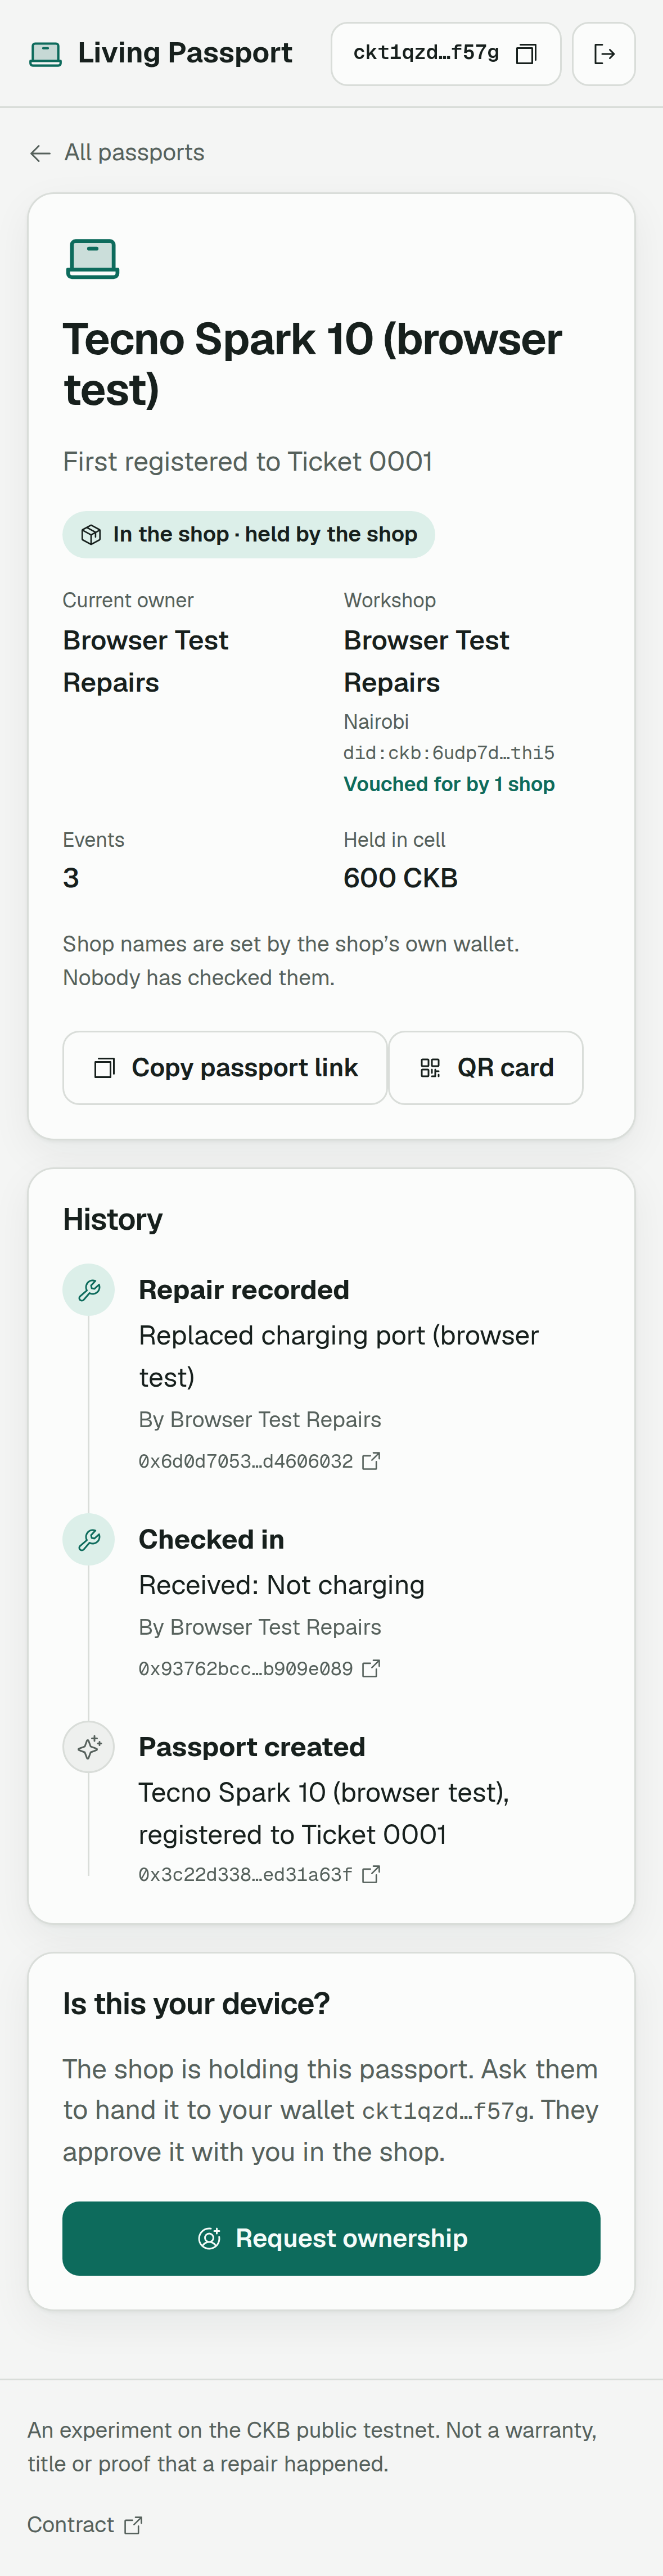 Living Passport
ckt1qzd…f57g
All passports
Tecno Spark 10 (browser
test)
First registered to Ticket 0001
In the shop · held by the shop
Current owner
Browser Test
Repairs
Workshop
Browser Test
Repairs
Nairobi
did:ckb:6udp7d…thi5
Vouched for by 1 shop
Events
3
Held in cell
600 CKB
Shop names are set by the shop’s own wallet.
Nobody has checked them.
Copy passport link
QR card
History
Repair recorded
Replaced charging port (browser
test)
By Browser Test Repairs
0x6d0d7053…d4606032
Checked in
Received: Not charging
By Browser Test Repairs
0x93762bcc…b909e089
Passport created
Tecno Spark 10 (browser test),
registered to Ticket 0001
0x3c22d338…ed31a63f
Is this your device?
The shop is holding this passport. Ask them
to hand it to your wallet ckt1qzd…f57g. They
approve it with you in the shop.
Request ownership
An experiment on the CKB public testnet. Not a warranty,
title or proof that a repair happened.
Contract